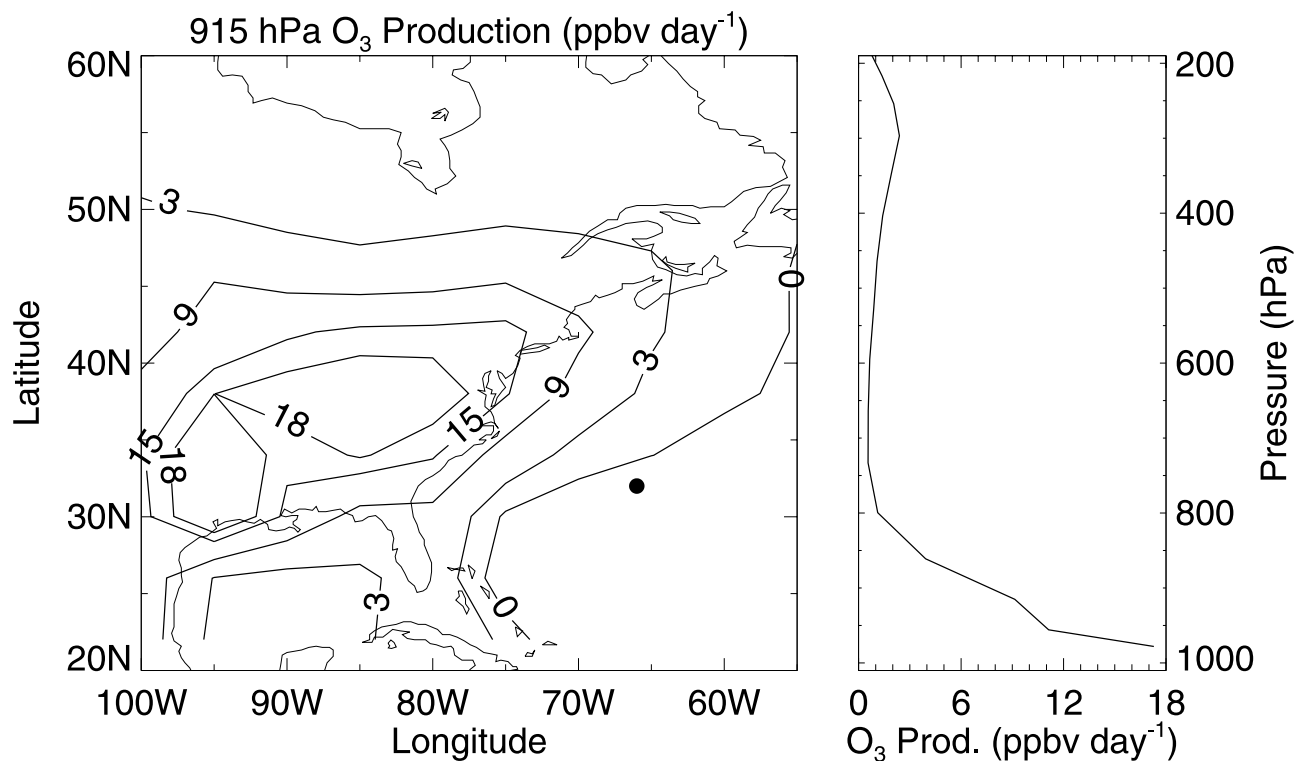 915 hPa O₃ Production (ppbv day⁻¹)
60N
50N
40N
30N
20N
Latitude
100W 90W 80W 70W 60W
Longitude
3
9
15
18
18
15
9
3
0
3
0
200
400
600
800
1000
Pressure (hPa)
0 6 12 18
O₃ Prod. (ppbv day⁻¹)